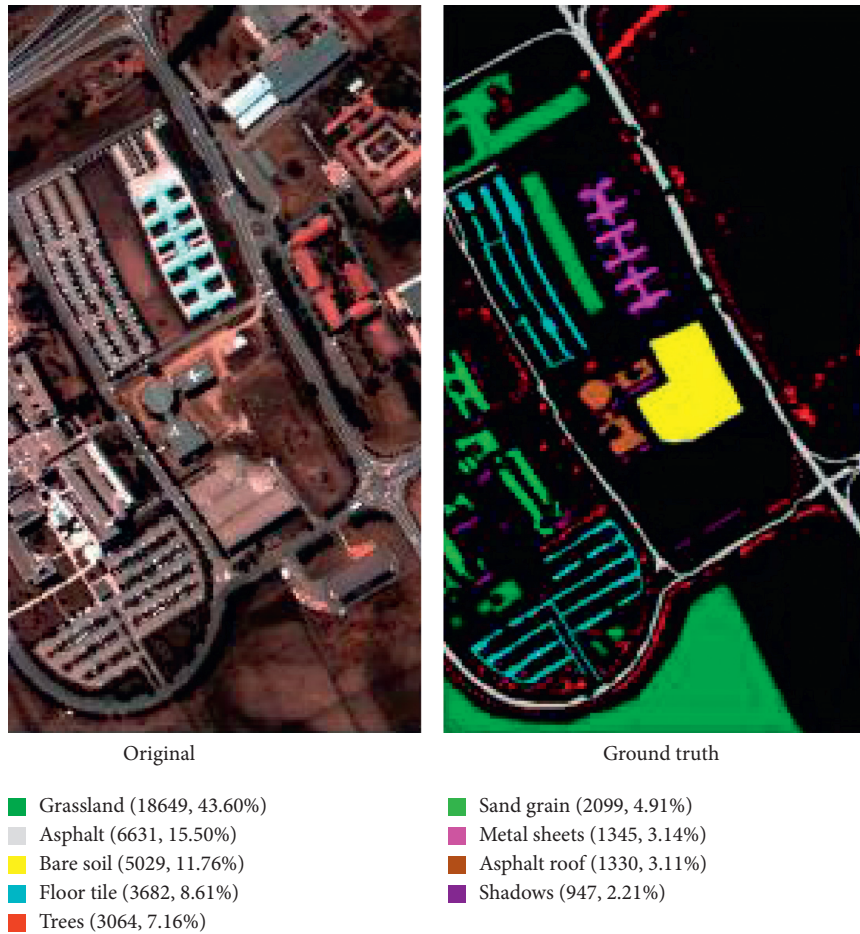 Original
Ground truth
Grassland (18649, 43.60%)
Asphalt (6631, 15.50%)
Bare soil (5029, 11.76%)
Floor tile (3682, 8.61%)
Trees (3064, 7.16%)
Sand grain (2099, 4.91%)
Metal sheets (1345, 3.14%)
Asphalt roof (1330, 3.11%)
Shadows (947, 2.21%)